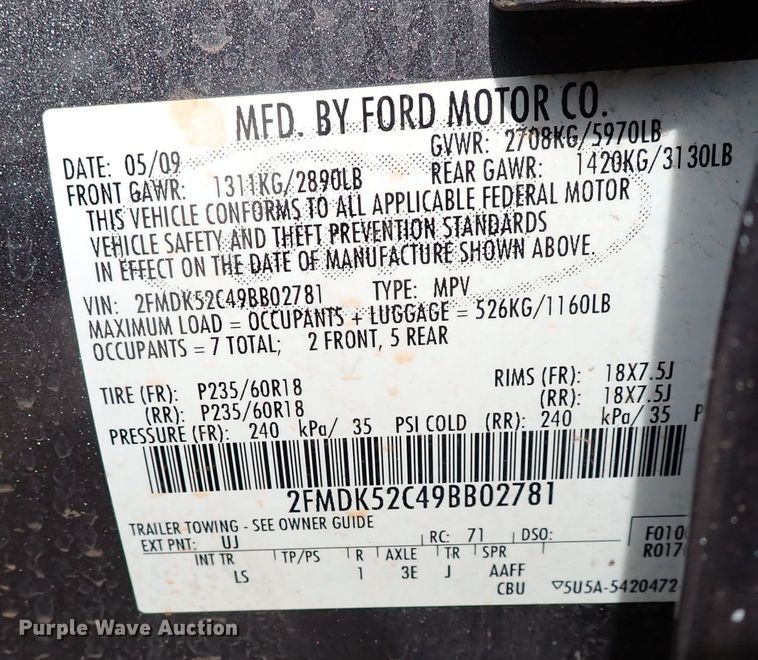 MFD. BY FORD MOTOR CO.
DATE: 05/09 GVWR: 2708KG/5970LB
FRONT GAWR: 1311KG/2890LB REAR GAWR: 1420KG/3130LB
THIS VEHICLE CONFORMS TO ALL APPLICABLE FEDERAL MOTOR
VEHICLE SAFETY AND THEFT PREVENTION STANDARDS
IN EFFECT ON THE DATE OF MANUFACTURE SHOWN ABOVE.
VIN: 2FMDK52C49BB02781 TYPE: MPV
MAXIMUM LOAD = OCCUPANTS + LUGGAGE = 526KG/1160LB
OCCUPANTS = 7 TOTAL; 2 FRONT, 5 REAR
TIRE (FR): P235/60R18 RIMS (FR): 18X7.5J
(RR): P235/60R18 (RR): 18X7.5J
PRESSURE (FR): 240 kPa/ 35 PSI COLD (RR): 240 kPa/ 35 P
2FMDK52C49BB02781
TRAILER TOWING - SEE OWNER GUIDE
EXT PNT: UJ RC: 71 DSO: F010
INT TR TP/PS R AXLE TR SPR R017
LS 1 3E J AAFF
CBU ▽5U5A-5420472
Purple Wave Auction